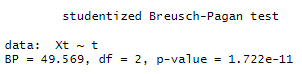 studentized Breusch-Pagan test
data:  Xt ~ t
BP = 49.569, df = 2, p-value = 1.722e-11